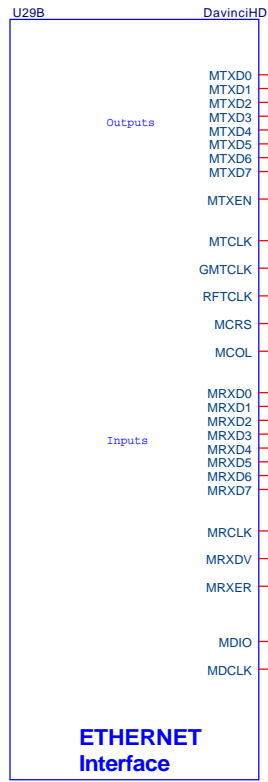 U29B DavinciHD
MTXD0
MTXD1
MTXD2
MTXD3
Outputs
MTXD4
MTXD5
MTXD6
MTXD7
MTXEN
MTCLK
GMTCLK
RFTCLK
MCRS
MCOL
MRXD0
MRXD1
MRXD2
MRXD3
Inputs
MRXD4
MRXD5
MRXD6
MRXD7
MRCLK
MRXDV
MRXER
MDIO
MDCLK
ETHERNET
Interface